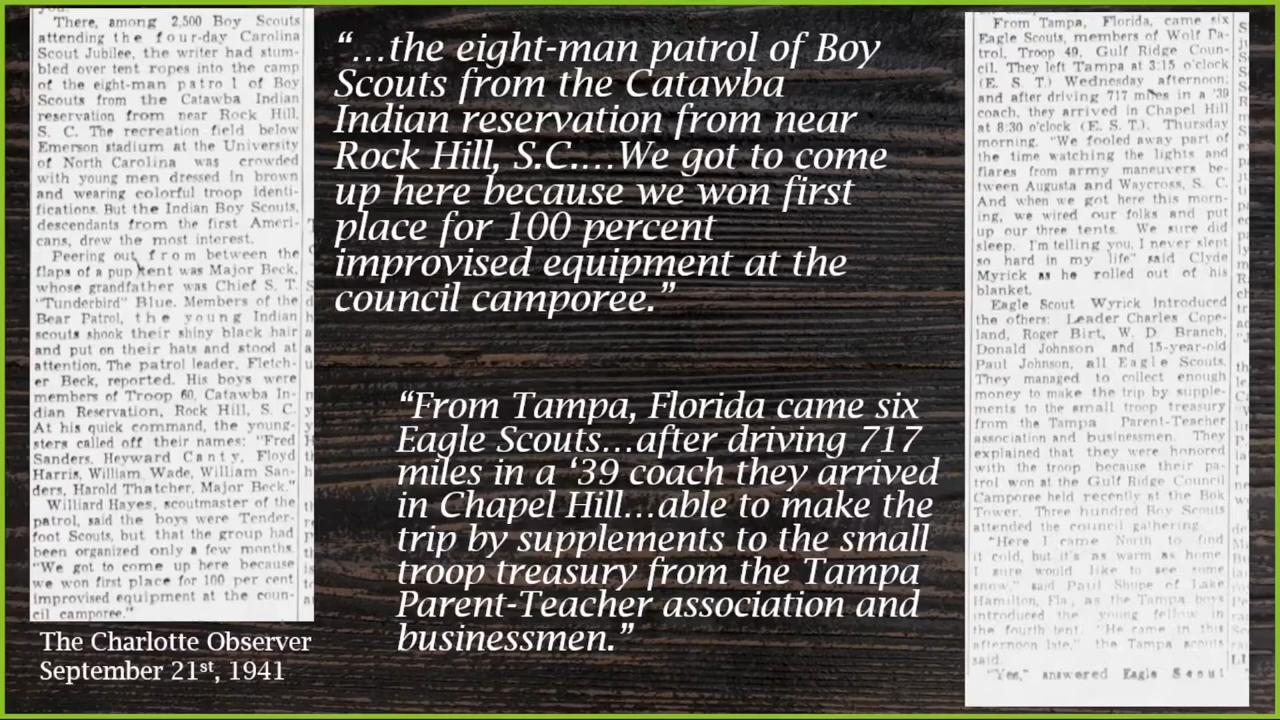 There, among 2,500 Boy Scouts
attending the four-day Carolina
Scout Jubilee, the writer had stum-
bled over tent ropes into the camp
of the eight-man patrol of Boy
Scouts from the Catawba Indian
reservation from near Rock Hill,
S. C. The recreation field below
Emerson stadium at the University
of North Carolina was crowded
with young men dressed in brown
and wearing colorful troop identi-
fications. But the Indian Boy Scouts,
descendants from the first Ameri-
cans, drew the most interest.
Peering out from between the
flaps of a pup tent was Major Beck,
whose grandfather was Chief S. T.
"Tunderbird" Blue. Members of the
Bear Patrol, the young Indian
scouts shook their shiny black hair
and put on their hats and stood at
attention. The patrol leader, Fletch-
er Beck, reported. His boys were
members of Troop 60, Catawba In-
dian Reservation, Rock Hill, S. C.
At his quick command, the young-
sters called off their names: "Fred
Sanders, Heyward Canty, Floyd
Harris, William Wade, William San-
ders, Harold Thatcher, Major Beck."
Williard Hayes, scoutmaster of the
patrol, said the boys were Tender-
foot Scouts, but that the group had
been organized only a few months.
"We got to come up here because
we won first place for 100 per cent
improvised equipment at the coun-
cil camporee."
The Charlotte Observer
September 21st, 1941
“…the eight-man patrol of Boy
Scouts from the Catawba
Indian reservation from near
Rock Hill, S.C.…We got to come
up here because we won first
place for 100 percent
improvised equipment at the
council camporee.”
“From Tampa, Florida came six
Eagle Scouts…after driving 717
miles in a ‘39 coach they arrived
in Chapel Hill…able to make the
trip by supplements to the small
troop treasury from the Tampa
Parent-Teacher association and
businessmen.”
From Tampa, Florida, came six
Eagle Scouts, members of Wolf Pa-
trol, Troop 49, Gulf Ridge Coun-
cil. They left Tampa at 3:15 o'clock
(E. S. T.) Wednesday afternoon;
and after driving 717 miles in a '39
coach, they arrived in Chapel Hill
at 8:30 o'clock (E. S. T.), Thursday
morning. "We fooled away part of
the time watching the lights and
flares from army maneuvers be-
tween Augusta and Waycross, S. C.
And when we got here this morn-
ing, we wired our folks and put
up our three tents. We sure did
sleep. I'm telling you, I never slept
so hard in my life" said Clyde
Myrick as he rolled out of his
blanket.
Eagle Scout Wyrick introduced
the others: Leader Charles Cope-
land, Roger Birt, W. D. Branch,
Donald Johnson and 15-year-old
Paul Johnson, all Eagle Scouts.
They managed to collect enough
money to make the trip by supple-
ments to the small troop treasury
from the Tampa Parent-Teacher
association and businessmen. They
explained that they were honored
with the troop because their pa-
trol won at the Gulf Ridge Council
Camporee held recently at the Bok
Tower. Three hundred Boy Scouts
attended the council gathering.
"Here I came North to find
it cold, but it's as warm as home
I sure would like to see some
snow," said Paul Shupe of Lake
Hamilton, Fla., as the Tampa boys
introduced the young fellow in
the fourth tent. "He came in this
afternoon late," the Tampa scouts
said.
"Yes," answered Eagle Scout